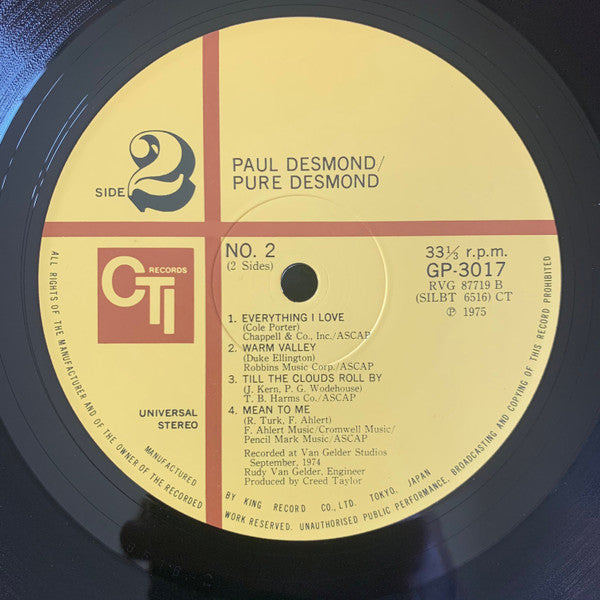 SIDE 2
PAUL DESMOND/
PURE DESMOND
CTI RECORDS
UNIVERSAL
STEREO
NO. 2
(2 Sides)
33⅓ r.p.m.
GP-3017
RVG 87719 B
(SILBT 6516) CT
℗ 1975
1. EVERYTHING I LOVE
(Cole Porter)
Chappell & Co., Inc./ASCAP
2. WARM VALLEY
(Duke Ellington)
Robbins Music Corp./ASCAP
3. TILL THE CLOUDS ROLL BY
(J. Kern, P. G. Wodehouse)
T. B. Harms Co./ASCAP
4. MEAN TO ME
(R. Turk, F. Ahlert)
F. Ahlert Music/Cromwell Music/
Pencil Mark Music/ASCAP
Recorded at Van Gelder Studios
September, 1974
Rudy Van Gelder, Engineer
Produced by Creed Taylor
MANUFACTURED BY KING RECORD CO., LTD. TOKYO, JAPAN
ALL RIGHTS OF THE MANUFACTURER AND OF THE OWNER OF THE RECORDED WORK RESERVED. UNAUTHORISED PUBLIC PERFORMANCE, BROADCASTING AND COPYING OF THIS RECORD PROHIBITED